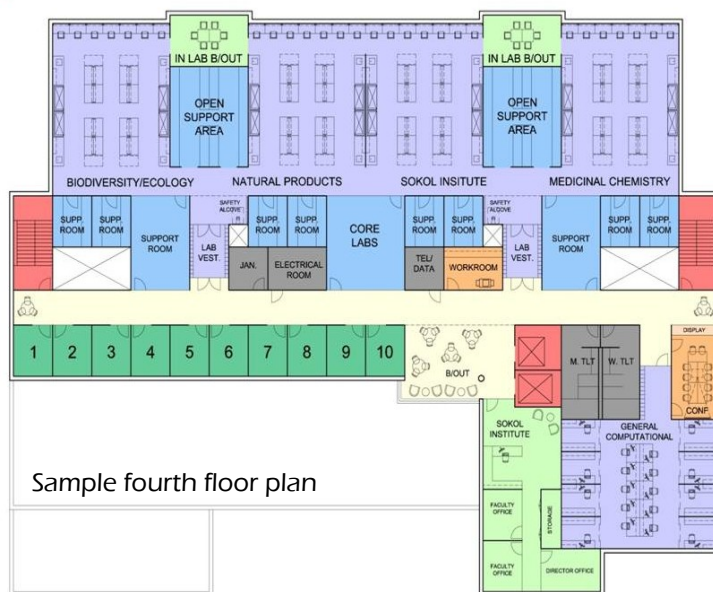 IN LAB B/OUT
IN LAB B/OUT
OPEN
SUPPORT
AREA
OPEN
SUPPORT
AREA
BIODIVERSITY/ECOLOGY
NATURAL PRODUCTS
SOKOL INSITUTE
MEDICINAL CHEMISTRY
SUPP.
ROOM
SUPP.
ROOM
SUPPORT
ROOM
SAFETY
ALCOVE
LAB
VEST.
SUPP.
ROOM
SUPP.
ROOM
CORE
LABS
SUPP.
ROOM
SUPP.
ROOM
SAFETY
ALCOVE
LAB
VEST.
SUPPORT
ROOM
SUPP.
ROOM
SUPP.
ROOM
JAN.
ELECTRICAL
ROOM
TEL/
DATA
WORKROOM
1
2
3
4
5
6
7
8
9
10
B/OUT
M. TLT
W. TLT
DISPLAY
CONF
SOKOL
INSTITUTE
GENERAL
COMPUTATIONAL
Sample fourth floor plan
FACULTY
OFFICE
STORAGE
FACULTY
OFFICE
DIRECTOR OFFICE